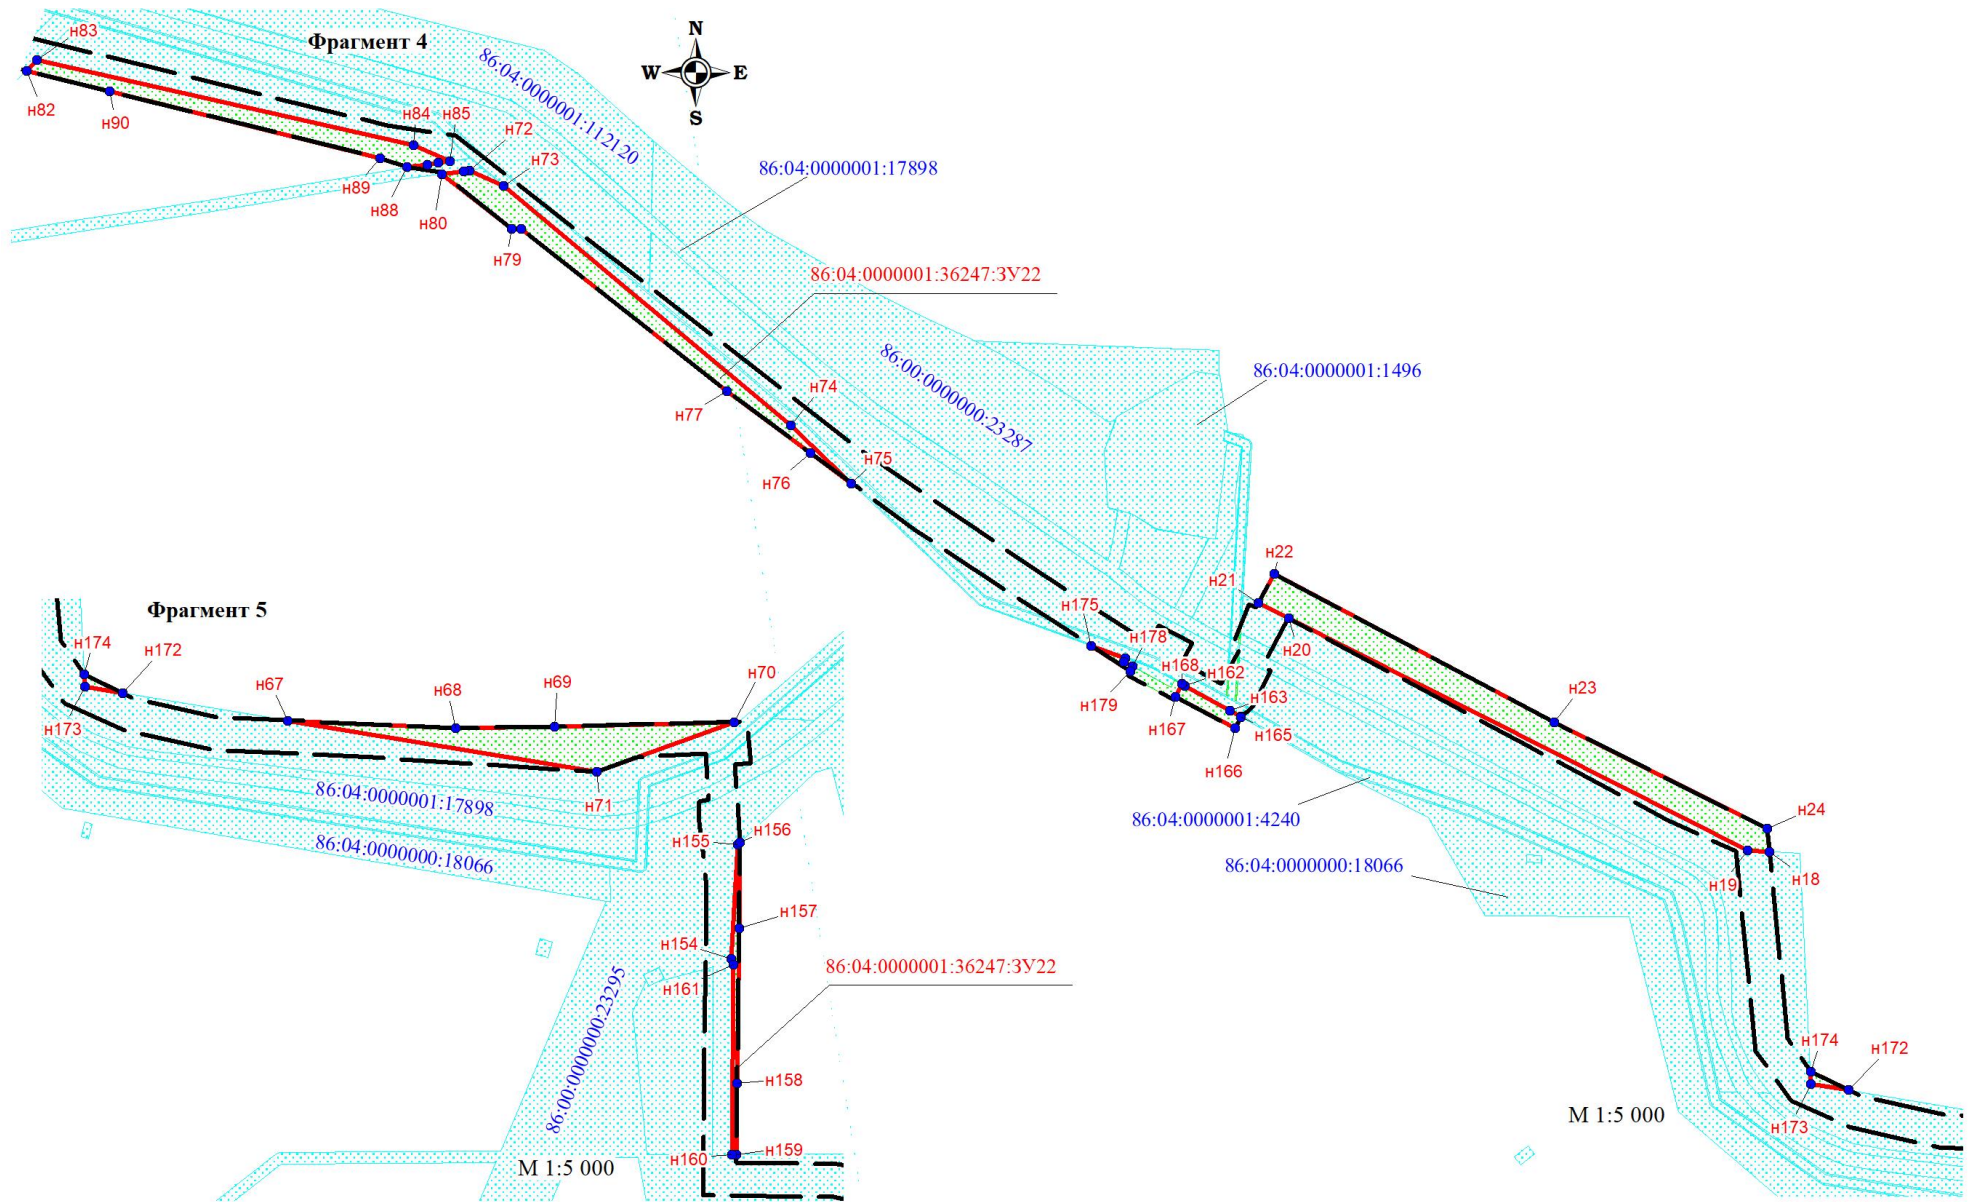 н83
Фрагмент 4
N
W
E
S
86:04:0000001:112120
н82
н90
н84
н85
н72
н73
86:04:0000001:17898
н89
н88
н80
н79
86:04:0000001:36247:ЗУ22
86:00:0000000:23287
86:04:0000001:1496
н74
н77
н75
н76
н22
н21
н175
н178
н20
н168
н162
н163
н179
н167
н165
н166
н23
86:04:0000001:4240
н24
86:04:0000000:18066
н19
н18
н174
н172
н173
М 1:5 000
Фрагмент 5
н174
н172
н67
н68
н69
н70
н173
н71
86:04:0000001:17898
86:04:0000000:18066
н155
н156
н157
н154
н161
86:04:0000001:36247:ЗУ22
86:00:0000000:23295
н158
н160
н159
М 1:5 000